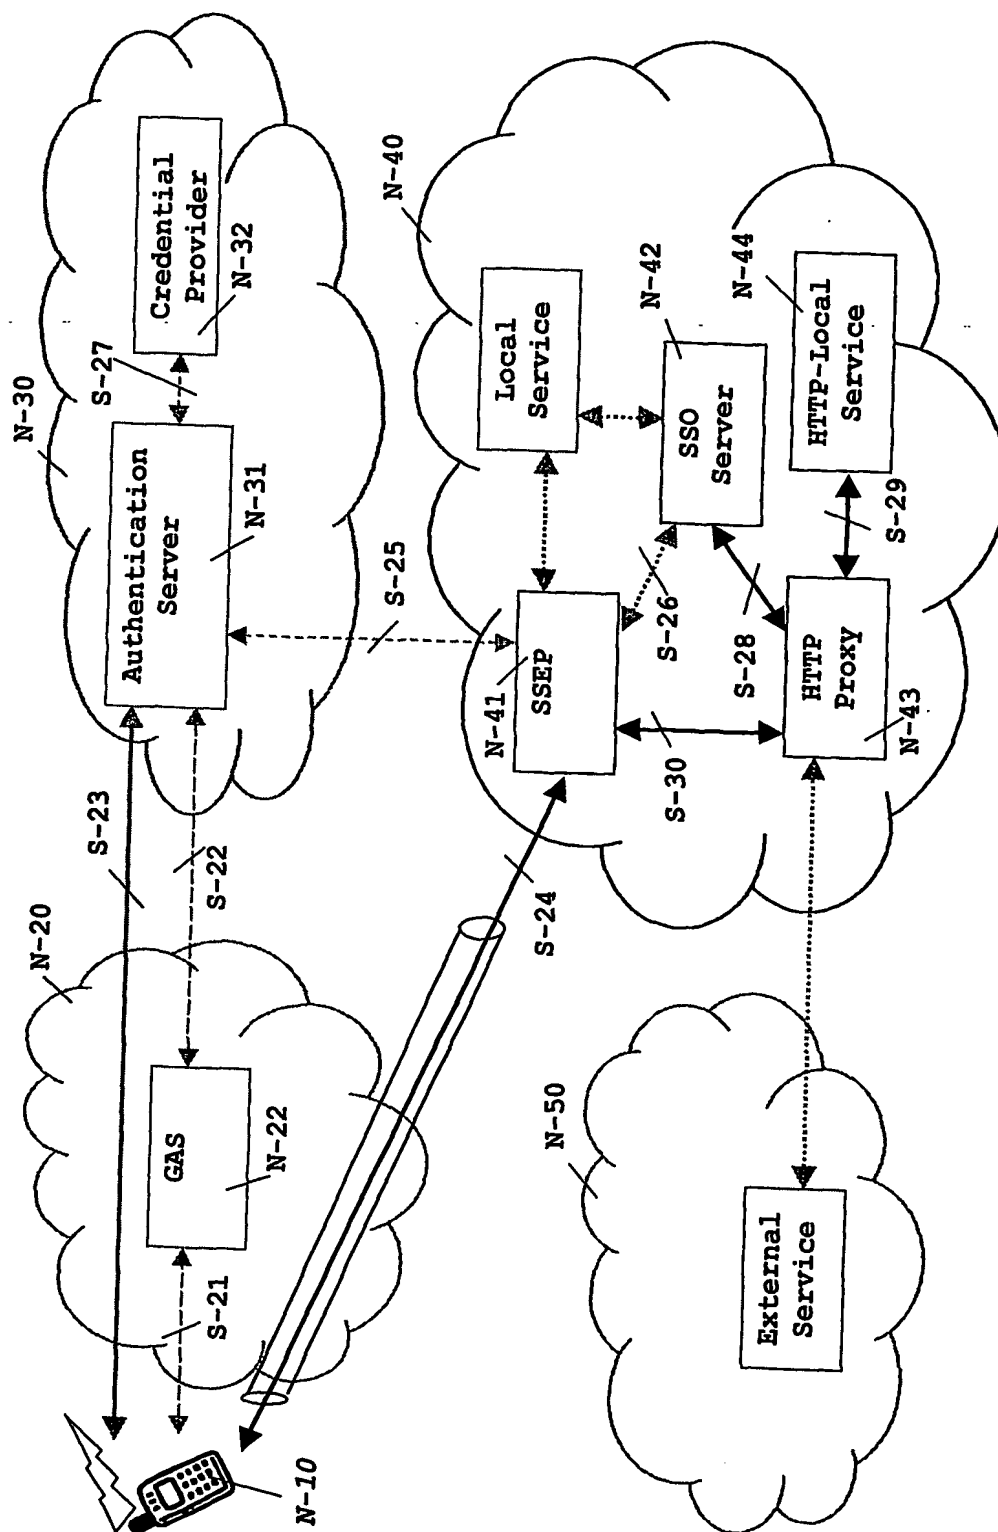 N-30
S-27
Credential
Provider
N-32
Authentication
Server
N-31
S-23
S-22
S-25
N-20
GAS
N-22
S-21
N-10
S-24
N-40
Local
Service
N-42
SSO
Server
N-44
HTTP-Local
Service
S-26
S-28
S-29
N-41
SSEP
S-30
HTTP
Proxy
N-43
N-50
External
Service